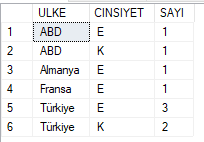 ULKE CINSIYET SAYI
1 ABD E 1
2 ABD K 1
3 Almanya E 1
4 Fransa E 1
5 Türkiye E 3
6 Türkiye K 2